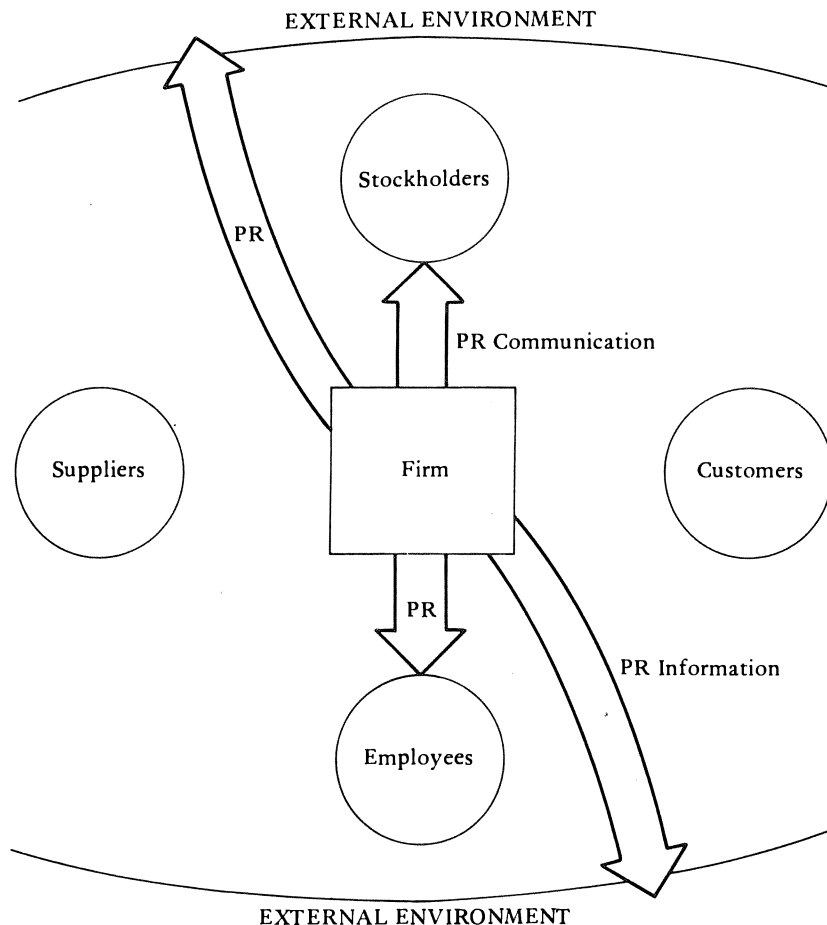 EXTERNAL ENVIRONMENT
Stockholders
PR
PR Communication
Suppliers
Firm
Customers
PR
PR Information
Employees
EXTERNAL ENVIRONMENT